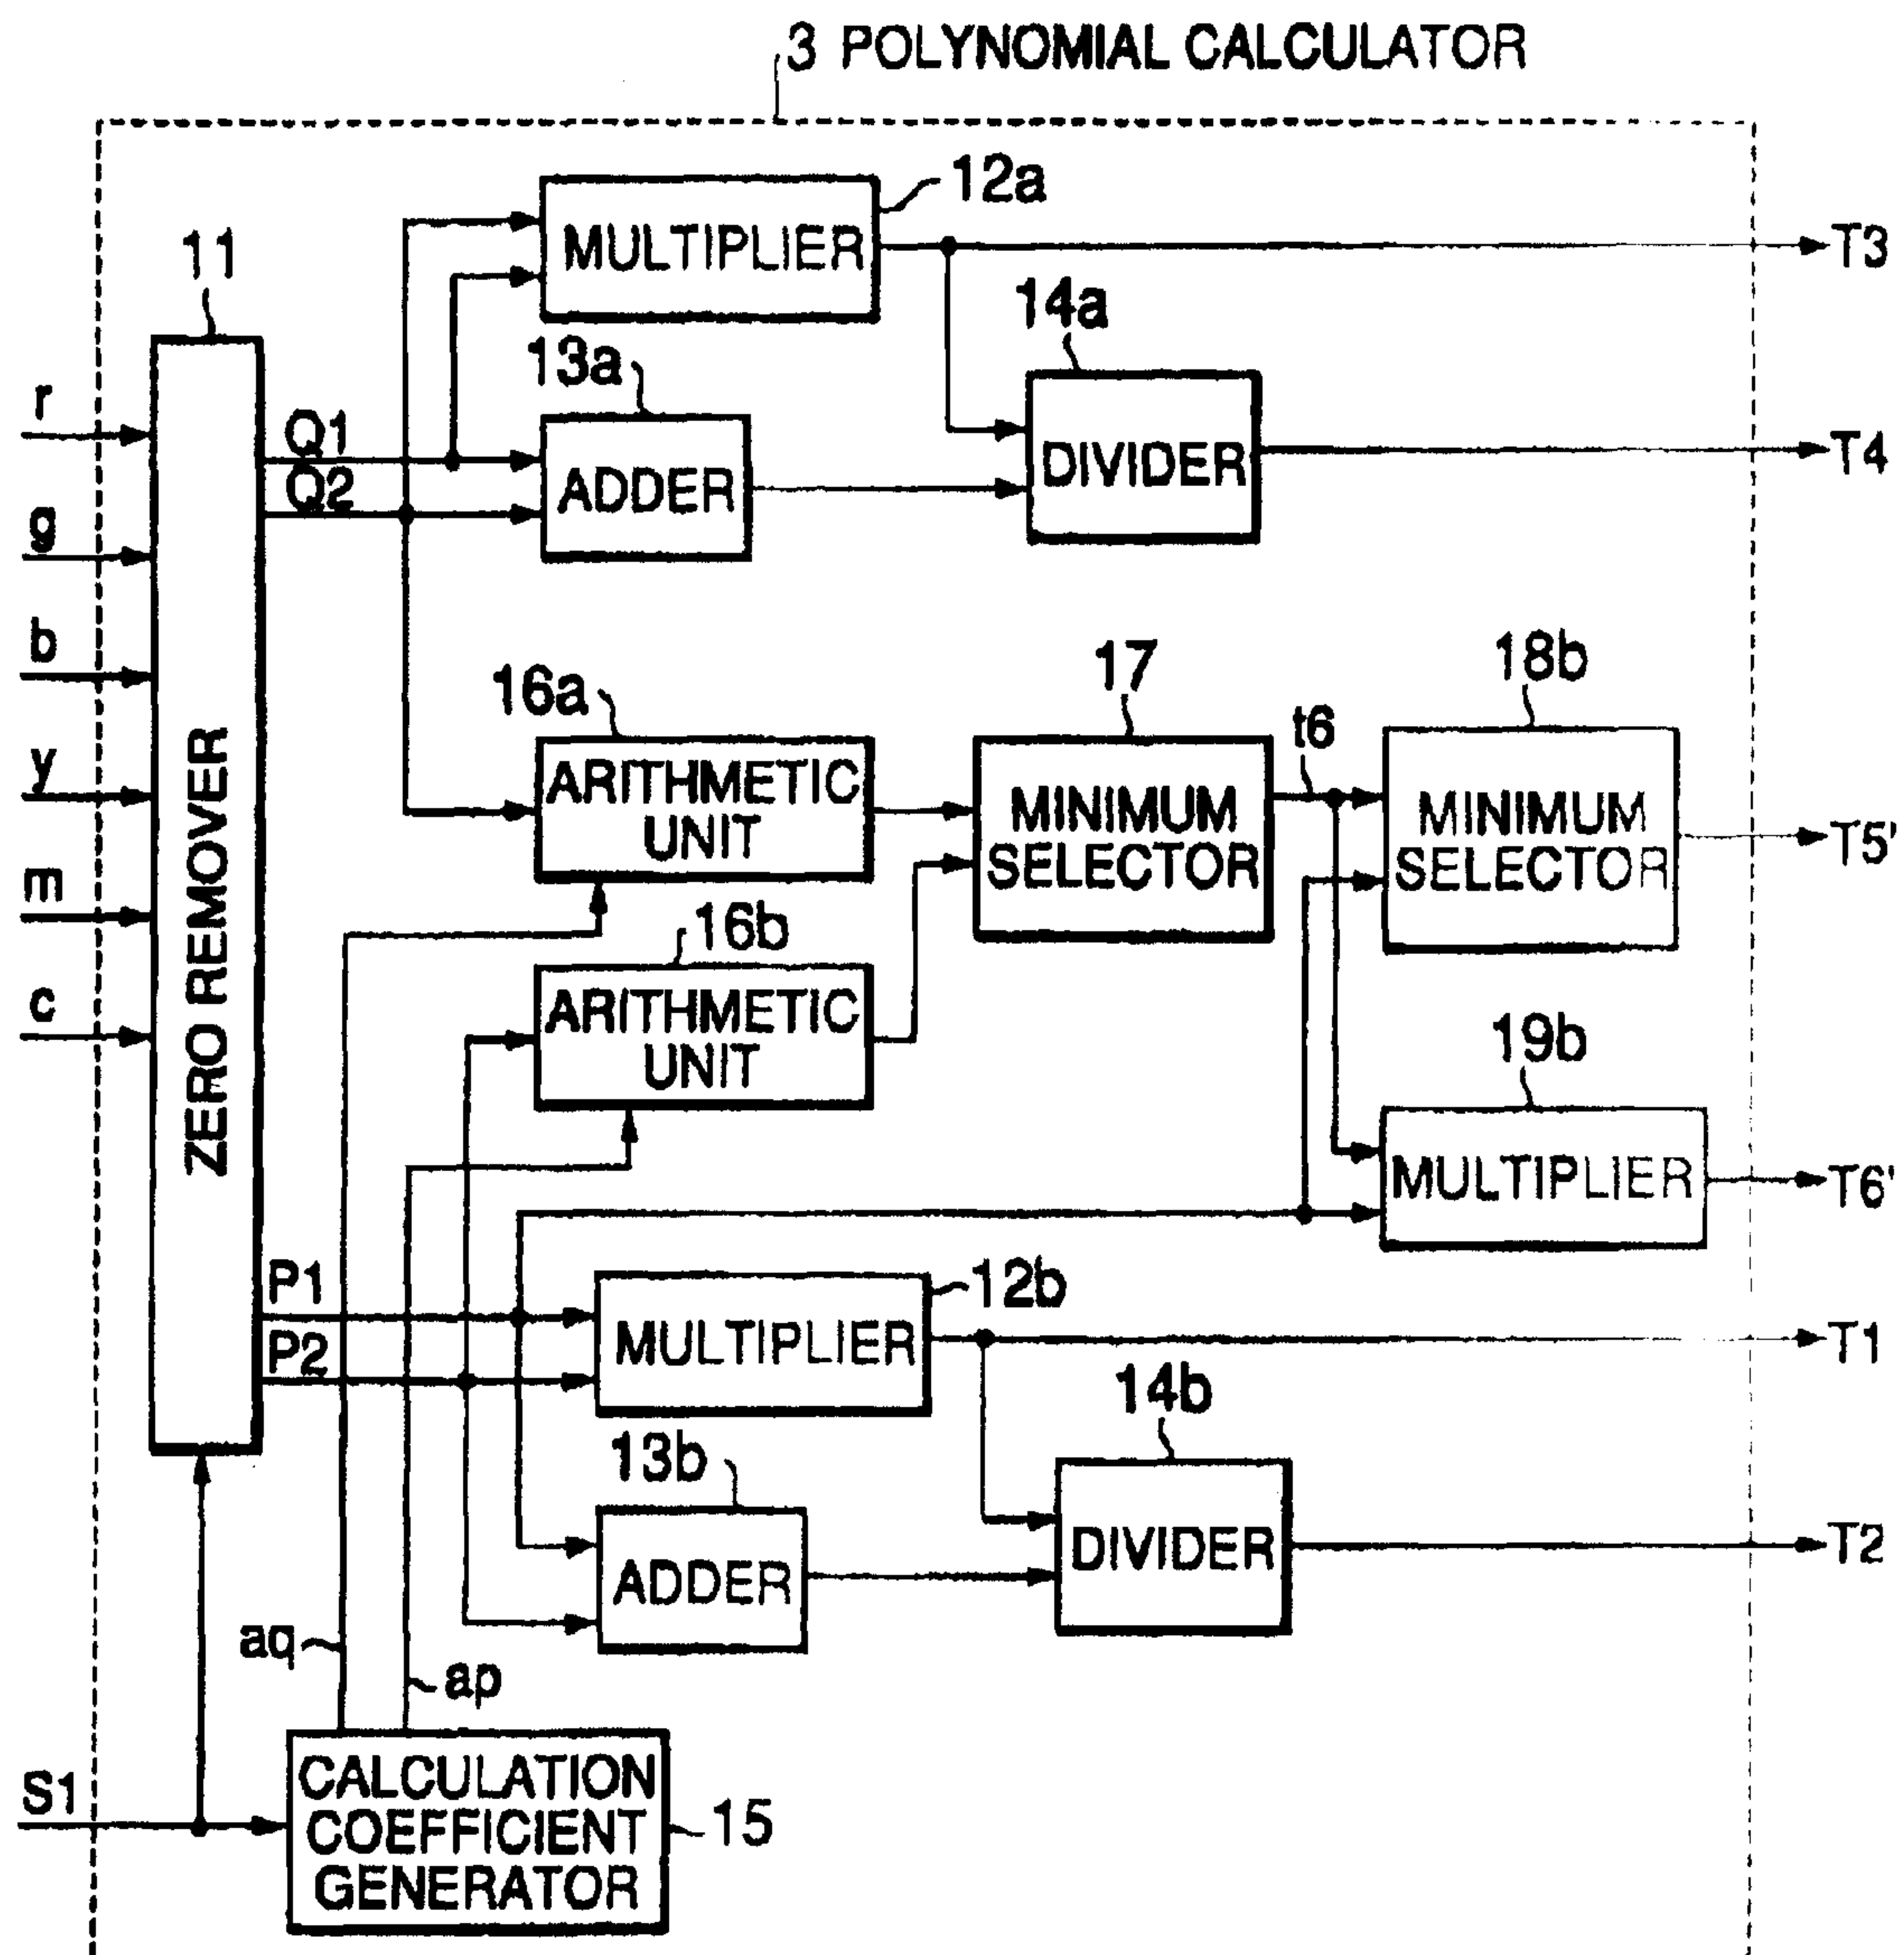 3 POLYNOMIAL CALCULATOR
12a
MULTIPLIER
T3
11
14a
13a
r
Q1
DIVIDER
T4
Q2
ADDER
g
b
17
18b
16a
t6
y
ARITHMETIC
UNIT
MINIMUM
SELECTOR
MINIMUM
SELECTOR
T5'
m
16b
ZERO REMOVER
c
ARITHMETIC
UNIT
19b
MULTIPLIER
T6'
P1
12b
P2
MULTIPLIER
T1
14b
13b
DIVIDER
T2
ADDER
aq
ap
S1
CALCULATION
COEFFICIENT
GENERATOR
15